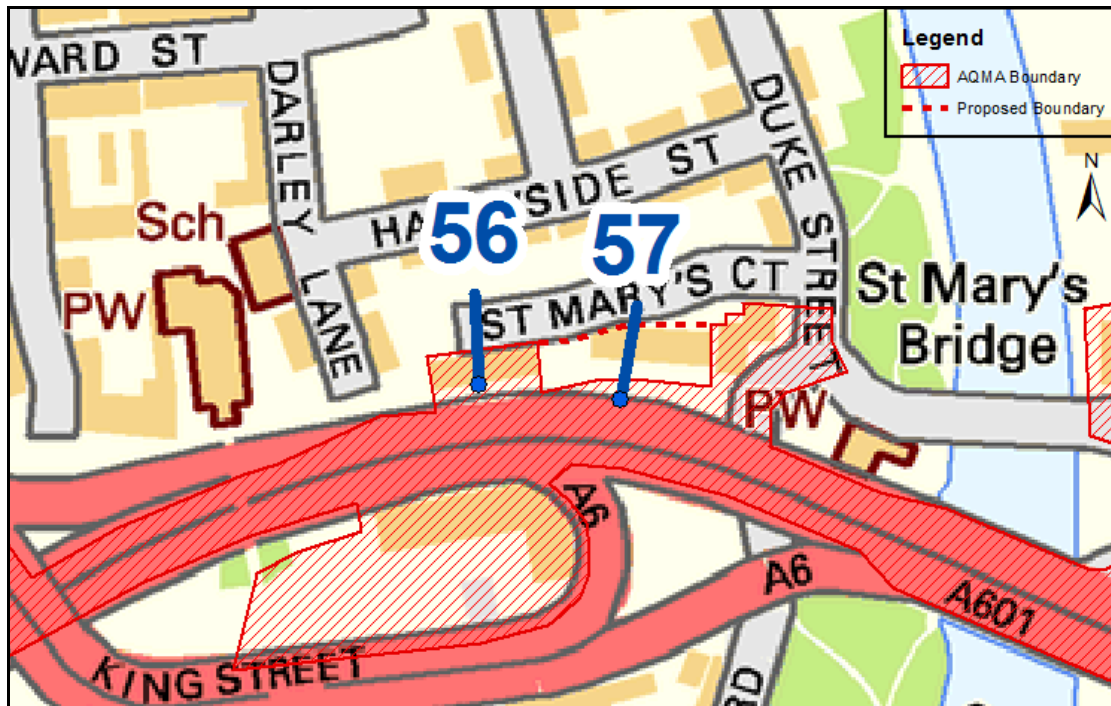 WARD ST
DARLEY LANE
DUKE STREET
Legend
AQMA Boundary
Proposed Boundary
N
SIDE ST
Sch
PW
56
57
ST MARY'S CT
St Mary's
Bridge
PW
A6
A6
A601
KING STREET
RD